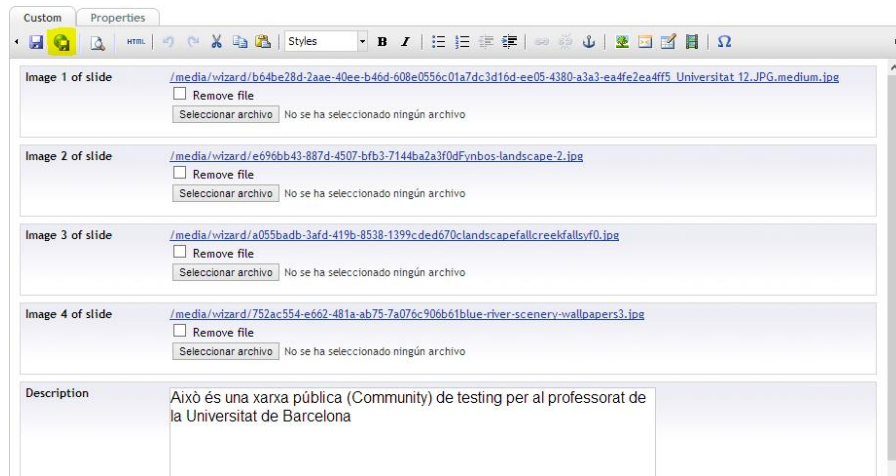 Custom Properties
HTML Styles B I Ω
Image 1 of slide /media/wizard/b64be28d-2aae-40ee-b46d-608e0556c01a7dc3d16d-ee05-4380-a3a3-ea4fe2ea4ff5_Universitat 12.JPG.medium.jpg
Remove file
Seleccionar archivo No se ha seleccionado ningún archivo
Image 2 of slide /media/wizard/e696bb43-887d-4507-bfb3-7144ba2a3f0dFynbos-landscape-2.jpg
Remove file
Seleccionar archivo No se ha seleccionado ningún archivo
Image 3 of slide /media/wizard/a055badb-3afd-419b-8538-1399cded670clandscapefallcreekfallsyf0.jpg
Remove file
Seleccionar archivo No se ha seleccionado ningún archivo
Image 4 of slide /media/wizard/752ac554-e662-481a-ab75-7a076c906b61blue-river-scenery-wallpapers3.jpg
Remove file
Seleccionar archivo No se ha seleccionado ningún archivo
Description Això és una xarxa pública (Community) de testing per al professorat de
la Universitat de Barcelona